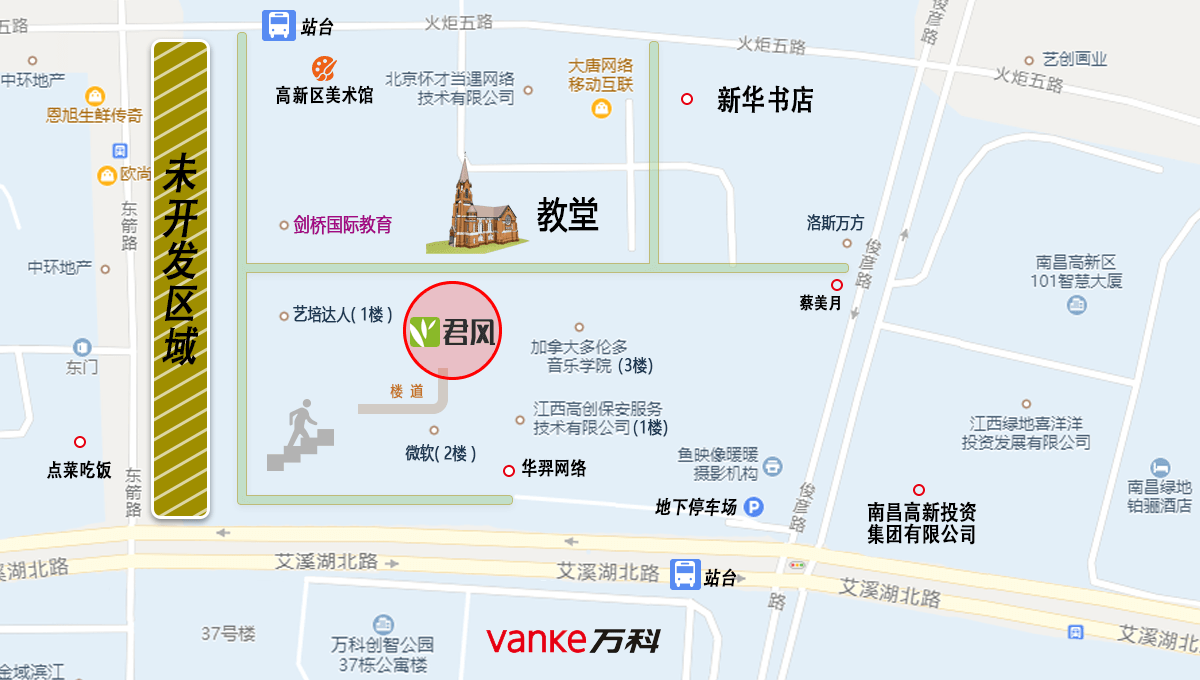 五路
站台
火炬五路
火炬五路
俊彦路
艺创画业
火炬五路
中环地产
恩旭生鲜传奇
欧尚
东箭路
中环地产
未开发区域
高新区美术馆
北京怀才当遇网络
技术有限公司
大唐网络
移动互联
新华书店
剑桥国际教育
教堂
洛斯万方
俊彦路
南昌高新区
101智慧大厦
蔡美月
艺培达人(1楼)
君风
加拿大多伦多
音乐学院 (3楼)
东门
楼 道
江西高创保安服务
技术有限公司(1楼)
江西绿地喜洋洋
投资发展有限公司
点莱吃饭
微软(2楼)
华羿网络
鱼映像暖暖
摄影机构
东箭路
地下停车场
P
俊彦路
南昌高新投资
集团有限公司
南昌绿地
铂骊酒店
溪湖北路
艾溪湖北路
艾溪湖北路
站台
艾溪湖北路
艾溪湖北
路
37号楼
万科创智公园
37栋公寓楼
vanke万科
金域滨江